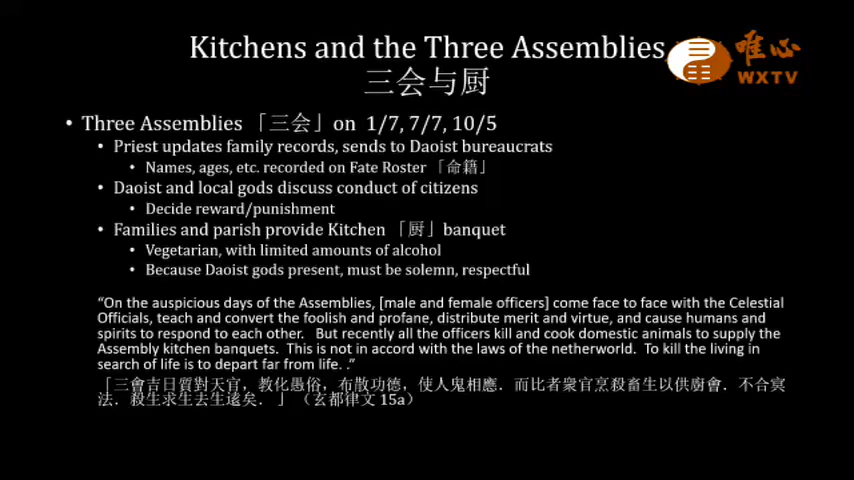 Kitchens and the Three Assemblies
三会与厨
唯心
WXTV
• Three Assemblies 「三会」on 1/7, 7/7, 10/5
• Priest updates family records, sends to Daoist bureaucrats
• Names, ages, etc. recorded on Fate Roster 「命籍」
• Daoist and local gods discuss conduct of citizens
• Decide reward/punishment
• Families and parish provide Kitchen 「厨」banquet
• Vegetarian, with limited amounts of alcohol
• Because Daoist gods present, must be solemn, respectful
“On the auspicious days of the Assemblies, [male and female officers] come face to face with the Celestial
Officials, teach and convert the foolish and profane, distribute merit and virtue, and cause humans and
spirits to respond to each other. But recently all the officers kill and cook domestic animals to supply the
Assembly kitchen banquets. This is not in accord with the laws of the netherworld. To kill the living in
search of life is to depart far from life. .”
「三會吉日質對天官，教化愚俗，布散功德，使人鬼相應．而比者衆官烹殺畜生以供廚會．不合冥
法．殺生求生去生遠矣．」（玄都律文 15a）